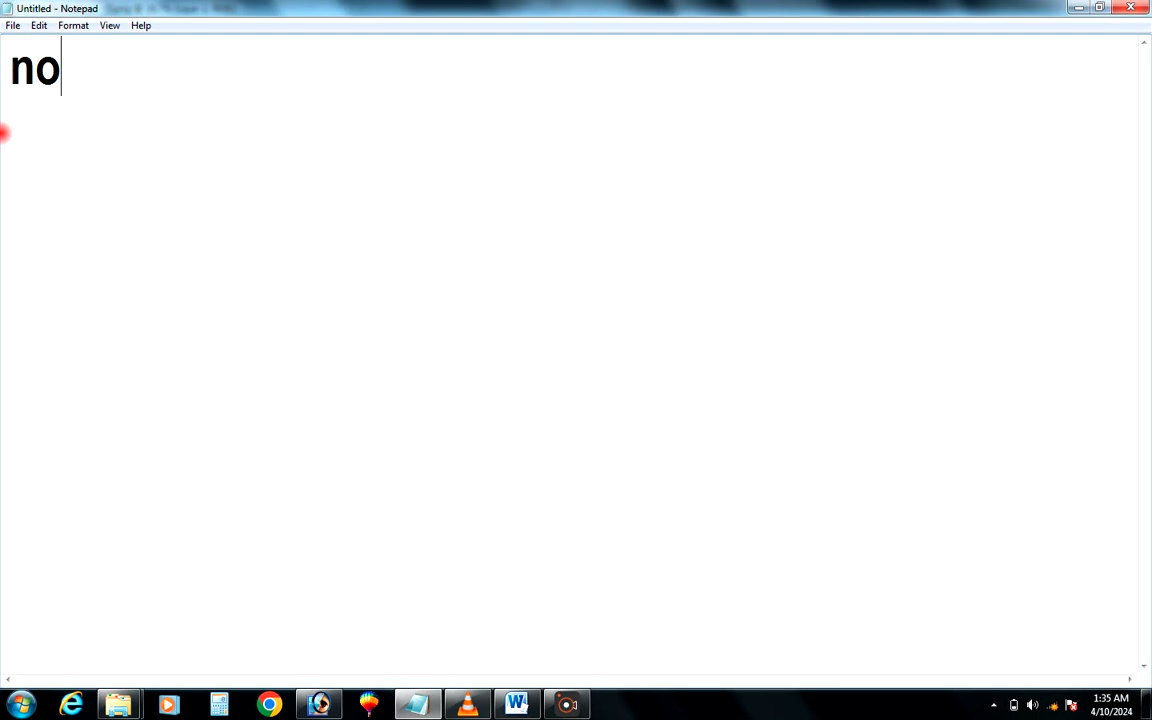 Untitled - Notepad
File Edit Format View Help
no
1:35 AM
4/10/2024